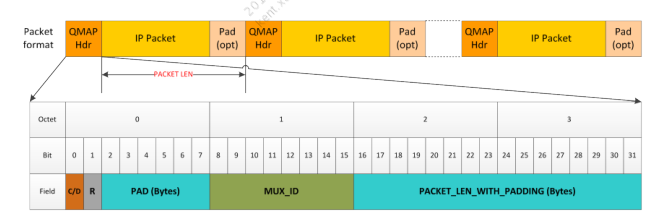 Packet format
QMAP Hdr
IP Packet
Pad (opt)
QMAP Hdr
IP Packet
Pad (opt)
QMAP Hdr
IP Packet
Pad (opt)
PACKET LEN
Octet 0 1 2 3
Bit 0 1 2 3 4 5 6 7 8 9 10 11 12 13 14 15 16 17 18 19 20 21 22 23 24 25 26 27 28 29 30 31
Field C/D R PAD (Bytes) MUX_ID PACKET_LEN_WITH_PADDING (Bytes)